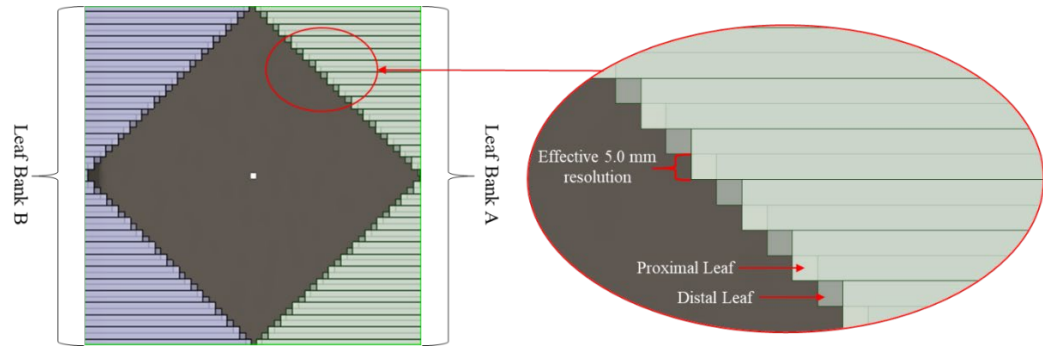 Leaf Bank B
Leaf Bank A
Effective 5.0 mm
resolution
Proximal Leaf
Distal Leaf